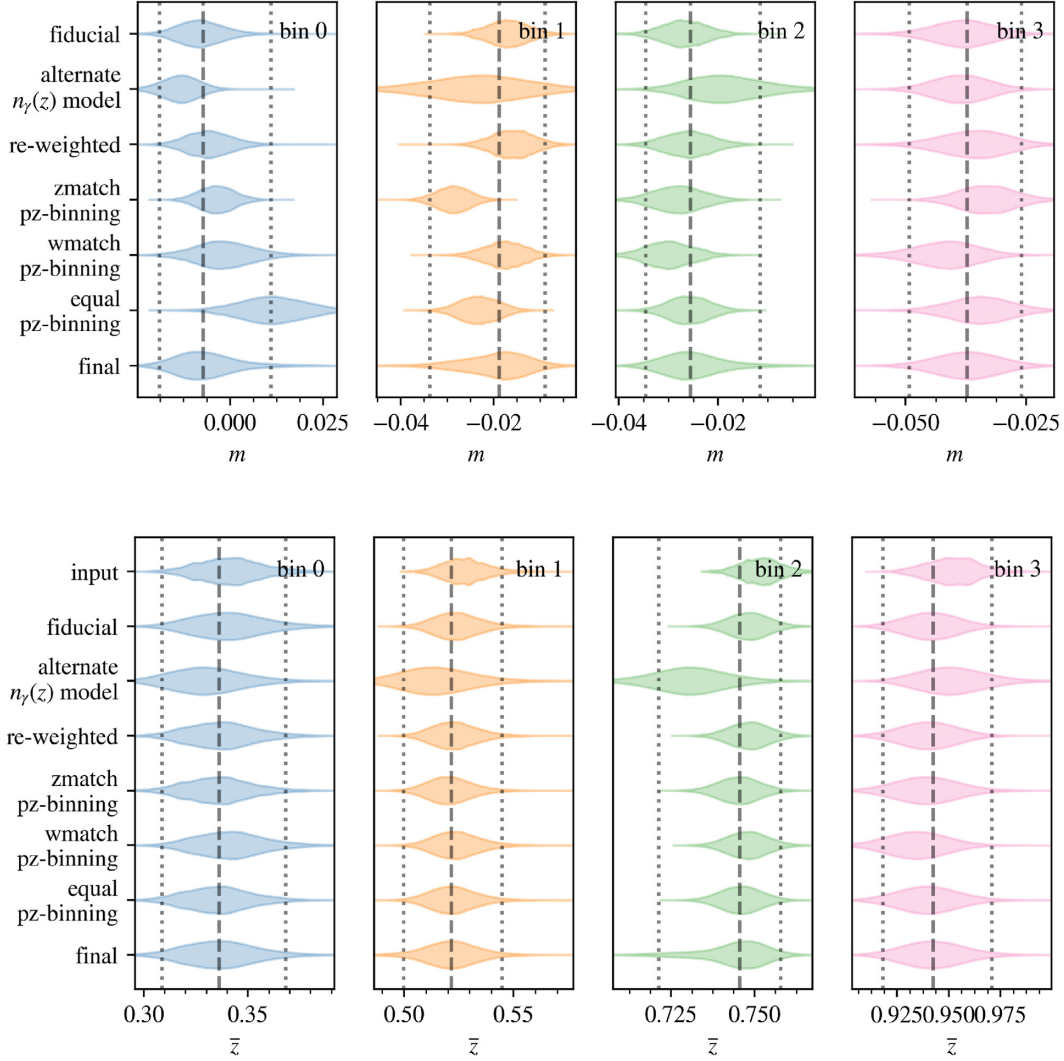 bin 0
bin 1
bin 2
bin 3
fiducial
alternate
nγ(z) model
re-weighted
zmatch
pz-binning
wmatch
pz-binning
equal
pz-binning
final
0.000
0.025
−0.04
−0.02
−0.04
−0.02
−0.050
−0.025
m
m
m
m
bin 0
bin 1
bin 2
bin 3
input
fiducial
alternate
nγ(z) model
re-weighted
zmatch
pz-binning
wmatch
pz-binning
equal
pz-binning
final
0.30
0.35
0.50
0.55
0.725
0.750
0.925
0.950
0.975
z̄
z̄
z̄
z̄